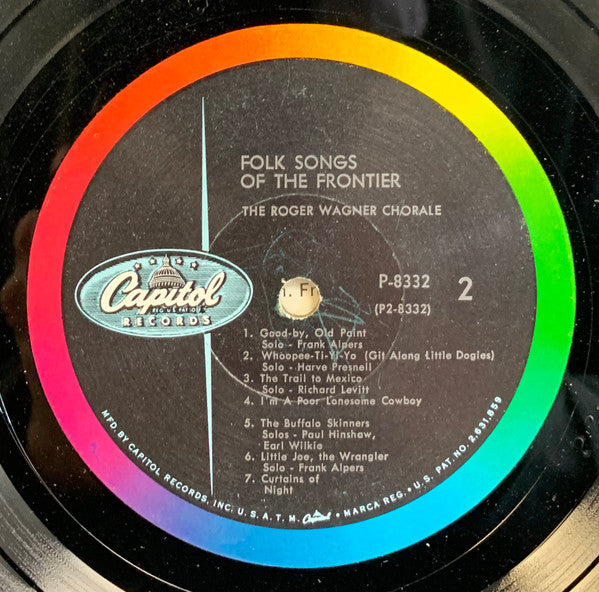 FOLK SONGS
OF THE FRONTIER
THE ROGER WAGNER CHORALE
Capitol
REG. U.S. PAT. OFF.
RECORDS
P-8332
2
(P2-8332)
1. Good-by, Old Paint
Solo - Frank Alpers
2. Whoopee-Ti-Yi-Yo (Git Along Little Dogies)
Solo - Harve Presnell
3. The Trail to Mexico
Solo - Richard Levitt
4. I'm A Poor Lonesome Cowboy
5. The Buffalo Skinners
Solos - Paul Hinshaw,
Earl Wilkie
6. Little Joe, the Wrangler
Solo - Frank Alpers
7. Curtains of
Night
MFD. BY CAPITOL RECORDS, INC. U.S.A. T.M. Capitol • MARCA REG. • U.S. PAT. NO. 2,631,859